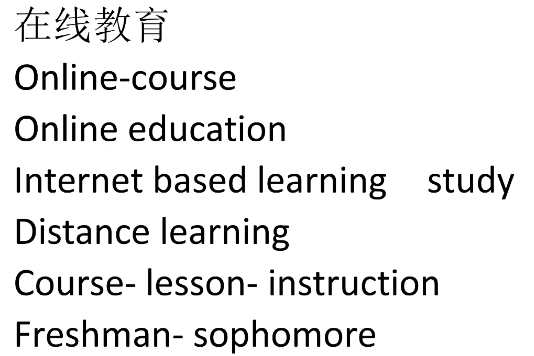 在线教育
Online-course
Online education
Internet based learning study
Distance learning
Course- lesson- instruction
Freshman- sophomore